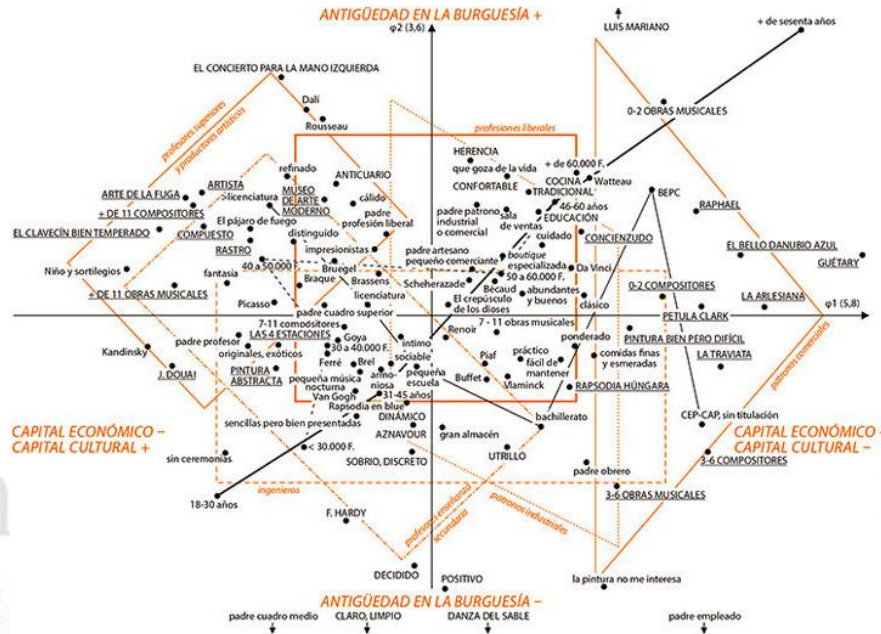 ANTIGÜEDAD EN LA BURGUESÍA +
φ2 (3,6)
LUIS MARIANO
+ de sesenta años
EL CONCIERTO PARA LA MANO IZQUIERDA
Dalí
Rousseau
0-2 OBRAS MUSICALES
profesores superiores
y productores artísticos
profesiones liberales
HERENCIA
refinado
ANTICUARIO
que goza de la vida
+ de 60.000 F.
ARTISTA
CONFORTABLE
COCINA
TRADICIONAL
Watteau
BEPC
ARTE DE LA FUGA
licenciatura
MUSEO
DE ARTE
MODERNO
cálido
46-60 años
EDUCACIÓN
RAPHAEL
+ DE 11 COMPOSITORES
padre
profesión liberal
padre patrono
industrial
o comercial
sala
de ventas
EL CLAVECÍN BIEN TEMPERADO
COMPUESTO
El pájaro de fuego
distinguido
cuidado
CONCIENZUDO
RASTRO
impresionistas
padre artesano
pequeño comerciante
boutique
especializada
EL BELLO DANUBIO AZUL
GUÉTARY
Niño y sortilegios
40 a 50.000
Bruegel
Da Vinci
fantasía
Braque
Brassens
Scheherazade
50 a 60.000 F.
Bécaud
abundantes
y buenos
0-2 COMPOSITORES
+ DE 11 OBRAS MUSICALES
Picasso
licenciatura
El crepúsculo
de los dioses
clásico
LA ARLESIANA
padre cuadro superior
PETULA CLARK
φ1 (5,8)
7-11 compositores
7 - 11 obras musicales
LAS 4 ESTACIONES
Goya
Renoir
ponderado
PINTURA BIEN PERO DIFÍCIL
padre profesor
originales, exóticos
30 a 40.000 F.
íntimo
sociable
Kandinsky
Ferré
Brel
Piaf
práctico
fácil de
mantener
comidas finas
y esmeradas
LA TRAVIATA
J. DOUAI
PINTURA
ABSTRACTA
pequeña música
nocturna
armo-
niosa
pequeña
escuela
Buffet
Vlaminck
RAPSODIA HÚNGARA
patronos comerciales
Van Gogh
31-45 años
Rapsodia en blue
sencillas pero bien presentadas
DINÁMICO
bachillerato
CEP-CAP, sin titulación
CAPITAL ECONÓMICO –
CAPITAL CULTURAL +
AZNAVOUR
gran almacén
CAPITAL ECONÓMICO
CAPITAL CULTURAL –
< 30.000 F.
sin ceremonias
SOBRIO, DISCRETO
UTRILLO
padre obrero
3-6 COMPOSITORES
ingenieros
18-30 años
3-6 OBRAS MUSICALES
F. HARDY
profesores enseñanza
secundaria
patronos industriales
DECIDIDO
POSITIVO
la pintura no me interesa
ANTIGÜEDAD EN LA BURGUESÍA –
padre cuadro medio
CLARO, LIMPIO
DANZA DEL SABLE
padre empleado